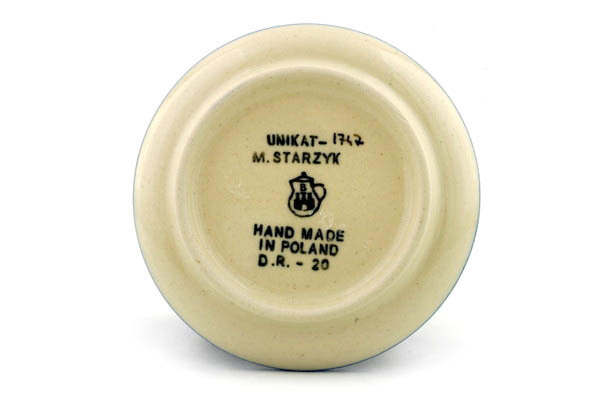 UNIKAT-1747
M. STARZYK
B
HAND MADE
IN POLAND
D.R. - 20